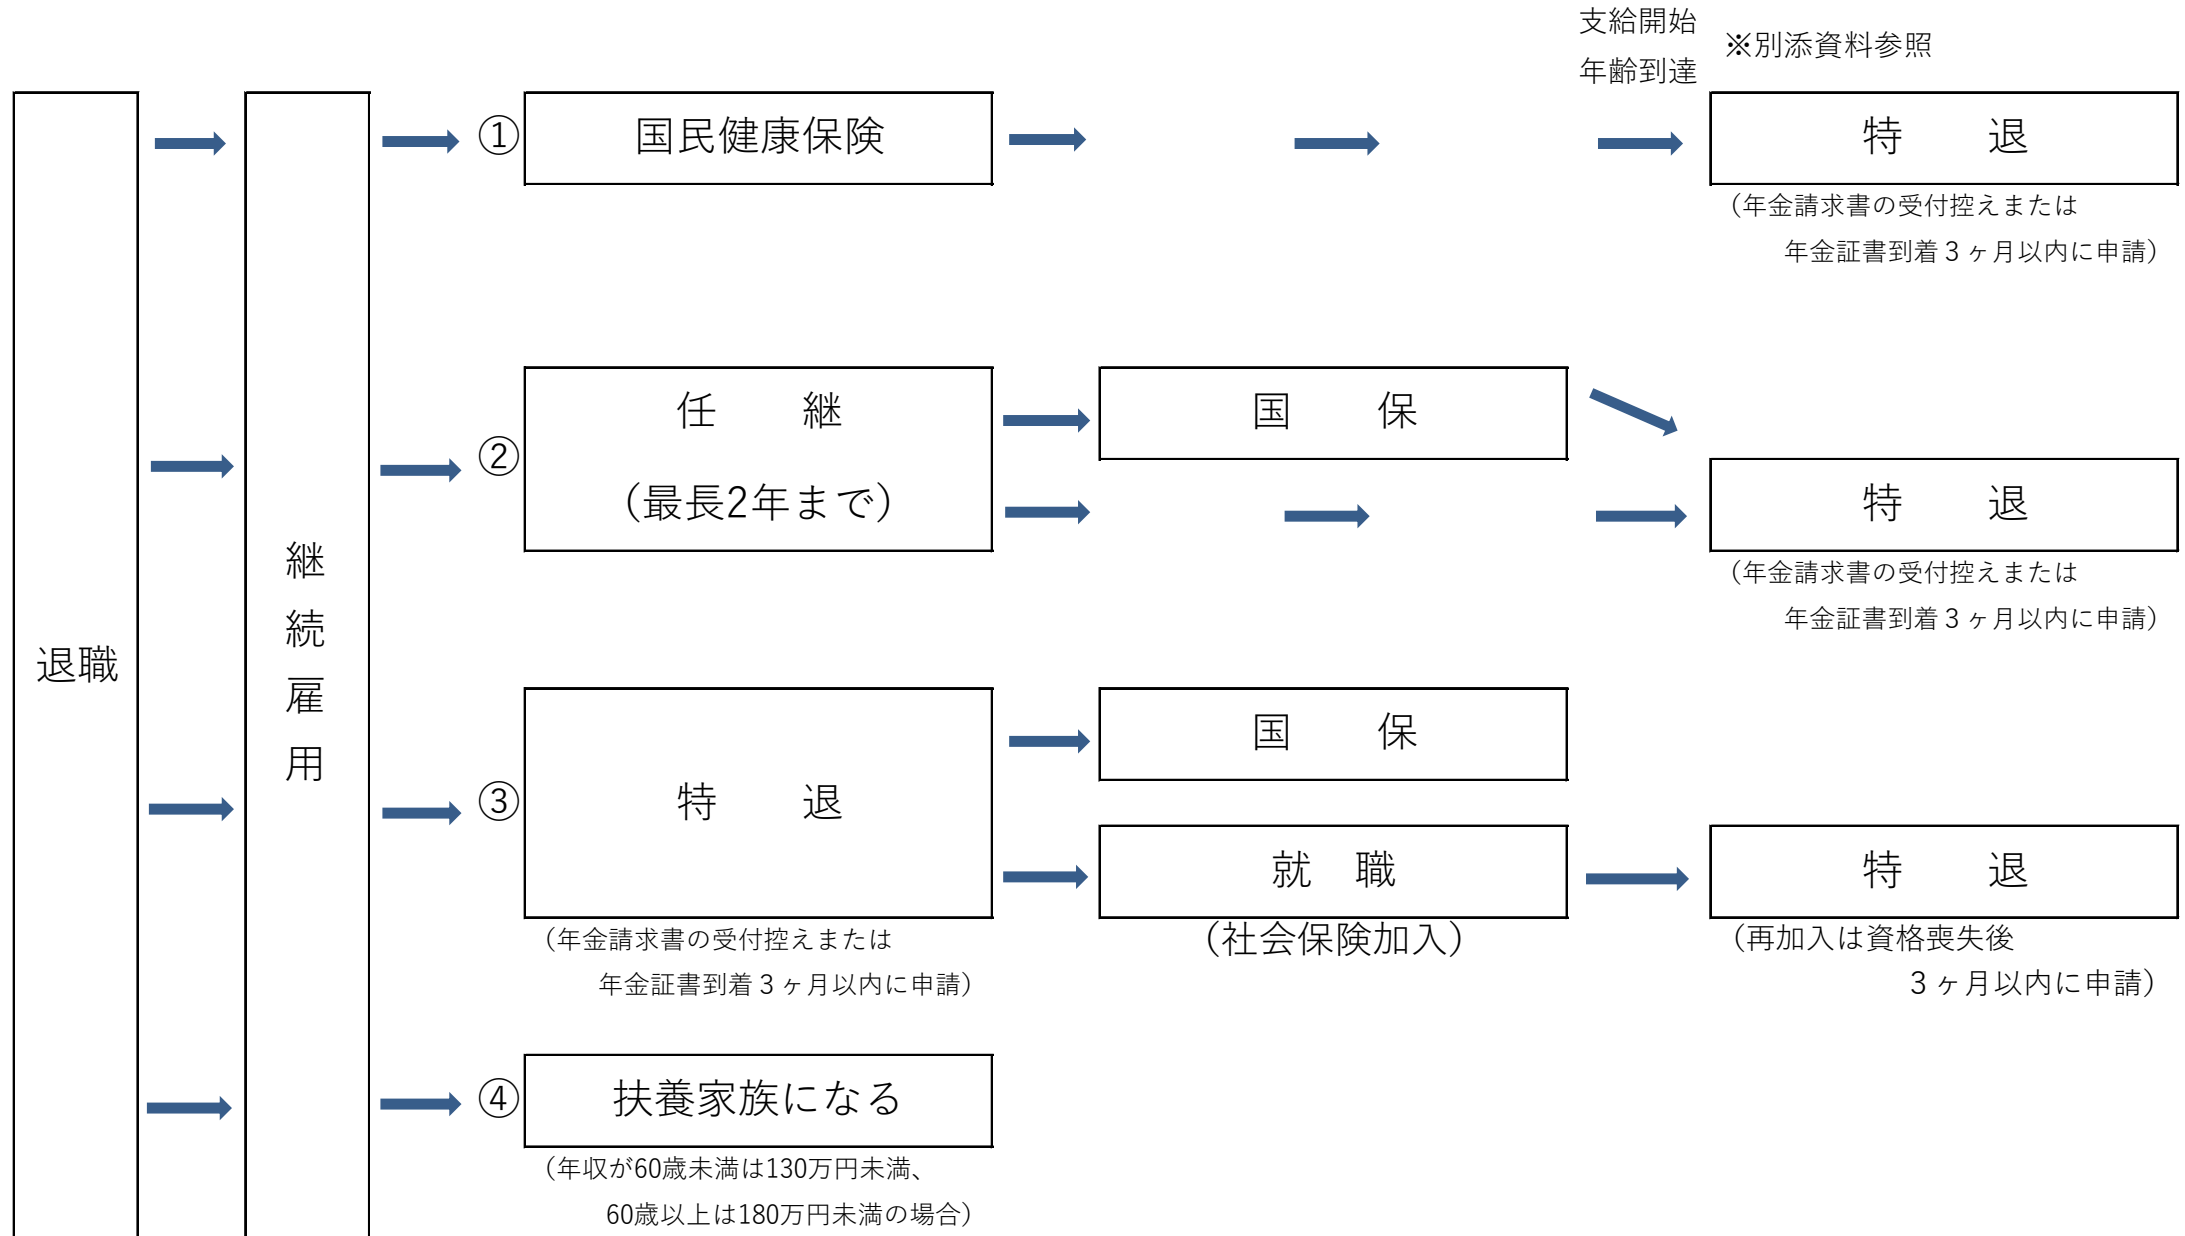 支給開始
年齢到達
※別添資料参照
退職
継続雇用
① 国民健康保険
特　　退
（年金請求書の受付控えまたは
年金証書到着３ヶ月以内に申請）
② 任　　継
（最長2年まで）
国　　保
特　　退
（年金請求書の受付控えまたは
年金証書到着３ヶ月以内に申請）
③ 特　　退
（年金請求書の受付控えまたは
年金証書到着３ヶ月以内に申請）
国　　保
就　職
（社会保険加入）
特　　退
（再加入は資格喪失後
３ヶ月以内に申請）
④ 扶養家族になる
（年収が60歳未満は130万円未満、
60歳以上は180万円未満の場合）